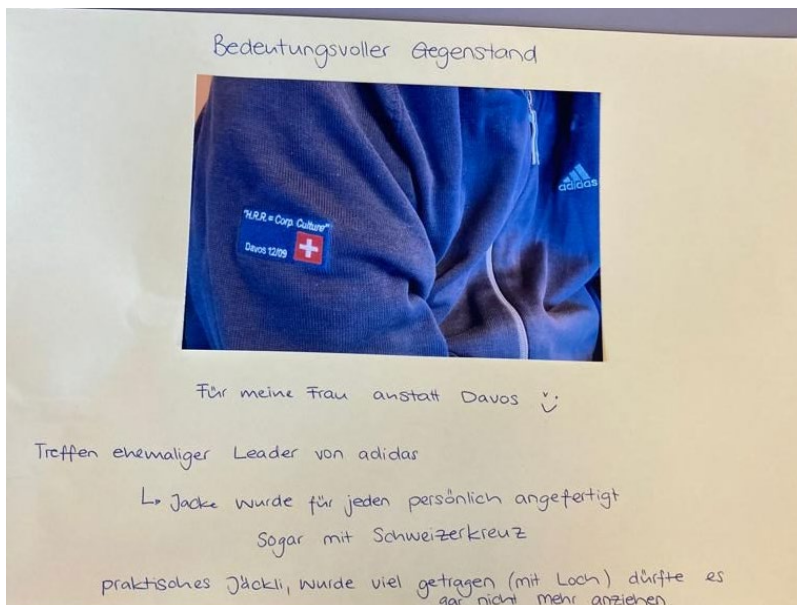 Bedeutungsvoller Gegenstand
"H.R.R. = Corp. Culture"
Davos 12/09
adidas
Für meine Frau anstatt Davos
Treffen ehemaliger Leader von adidas
↳ Jacke wurde für jeden persönlich angefertigt
Sogar mit Schweizerkreuz
praktisches Jäckli, wurde viel getragen (mit Loch) dürfte es
gar nicht mehr anziehen